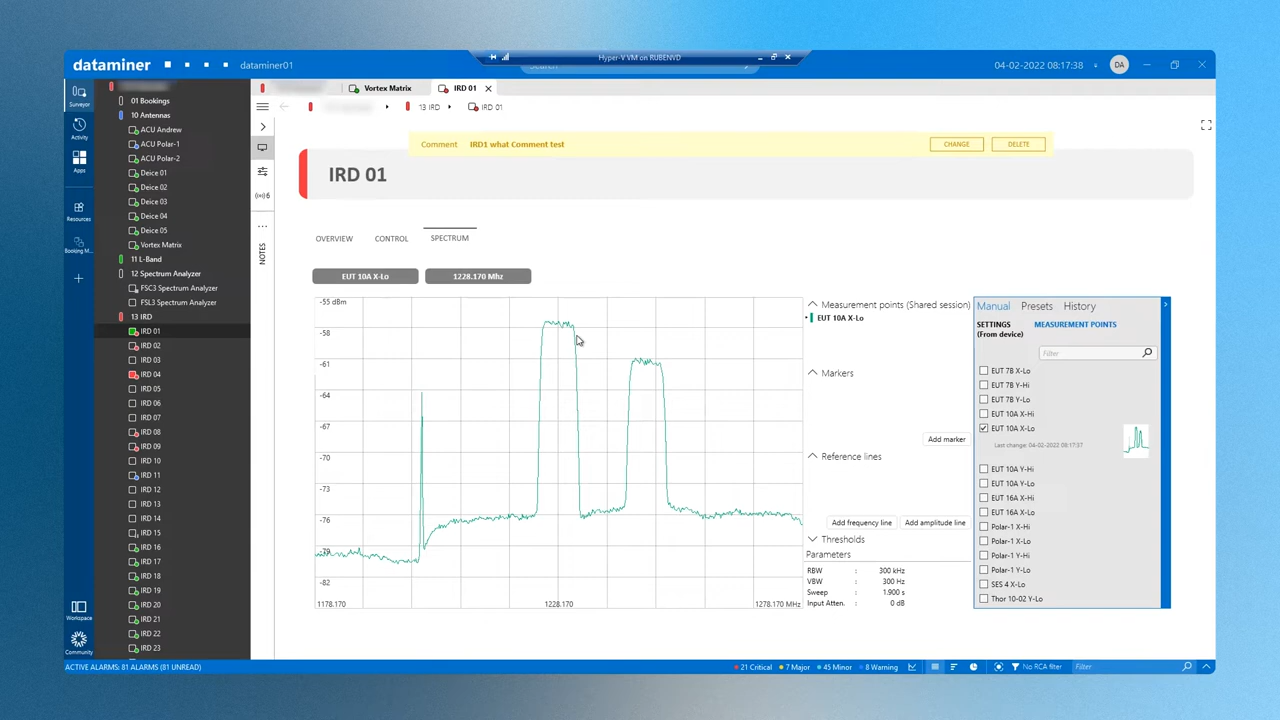 Hyper-V VM on RUBENVD
dataminer
dataminer01
Search
04-02-2022 08:17:38
DA
Surveyor
Activity
Apps
Resources
Booking M...
Workspace
Community
01 Bookings
10 Antennas
ACU Andrew
ACU Polar-1
ACU Polar-2
Deice 01
Deice 02
Deice 03
Deice 04
Deice 05
Vortex Matrix
11 L-Band
12 Spectrum Analyzer
FSC3 Spectrum Analyzer
FSL3 Spectrum Analyzer
13 IRD
IRD 01
IRD 02
IRD 03
IRD 04
IRD 05
IRD 06
IRD 07
IRD 08
IRD 09
IRD 10
IRD 11
IRD 12
IRD 13
IRD 14
IRD 15
IRD 16
IRD 17
IRD 18
IRD 19
IRD 20
IRD 21
IRD 22
IRD 23
Vortex Matrix
IRD 01
13 IRD
IRD 01
6
NOTES
Comment IRD1 what Comment test
CHANGE
DELETE
IRD 01
OVERVIEW
CONTROL
SPECTRUM
EUT 10A X-Lo
1228.170 Mhz
-55 dBm
-58
-61
-64
-67
-70
-73
-76
-79
-82
1178.170
1228.170
1278.170 MHz
Measurement points (Shared session)
EUT 10A X-Lo
Markers
Add marker
Reference lines
Add frequency line
Add amplitude line
Thresholds
Parameters
RBW : 300 kHz
VBW : 300 Hz
Sweep : 1.900 s
Input Atten. : 0 dB
Manual
Presets
History
SETTINGS
(From device)
MEASUREMENT POINTS
Filter
EUT 7B X-Lo
EUT 7B Y-Hi
EUT 7B Y-Lo
EUT 10A X-Hi
EUT 10A X-Lo
Last change: 04-02-2022 08:17:37
EUT 10A Y-Hi
EUT 10A Y-Lo
EUT 16A X-Hi
EUT 16A X-Lo
Polar-1 X-Hi
Polar-1 X-Lo
Polar-1 Y-Hi
Polar-1 Y-Lo
SES 4 X-Lo
Thor 10-02 Y-Lo
ACTIVE ALARMS: 81 ALARMS (81 UNREAD)
21 Critical
7 Major
45 Minor
8 Warning
No RCA filter
Filter